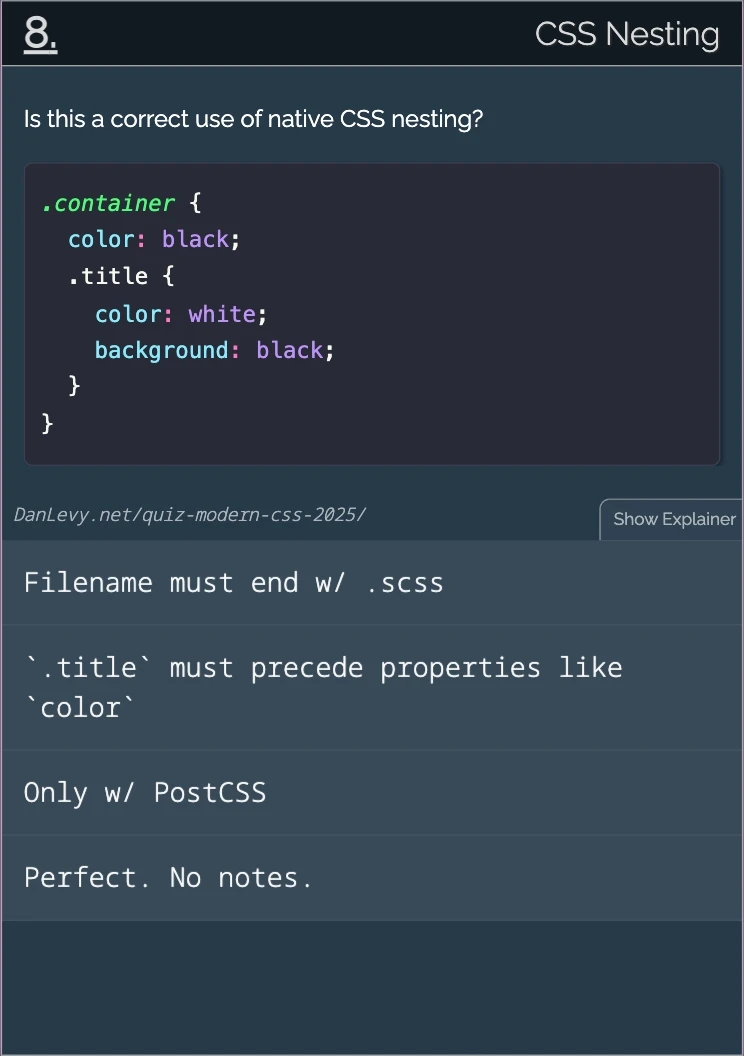 8.
CSS Nesting
Is this a correct use of native CSS nesting?
.container {
  color: black;
  .title {
    color: white;
    background: black;
  }
}
DanLevy.net/quiz-modern-css-2025/
Show Explainer
Filename must end w/ .scss
`.title` must precede properties like
`color`
Only w/ PostCSS
Perfect. No notes.